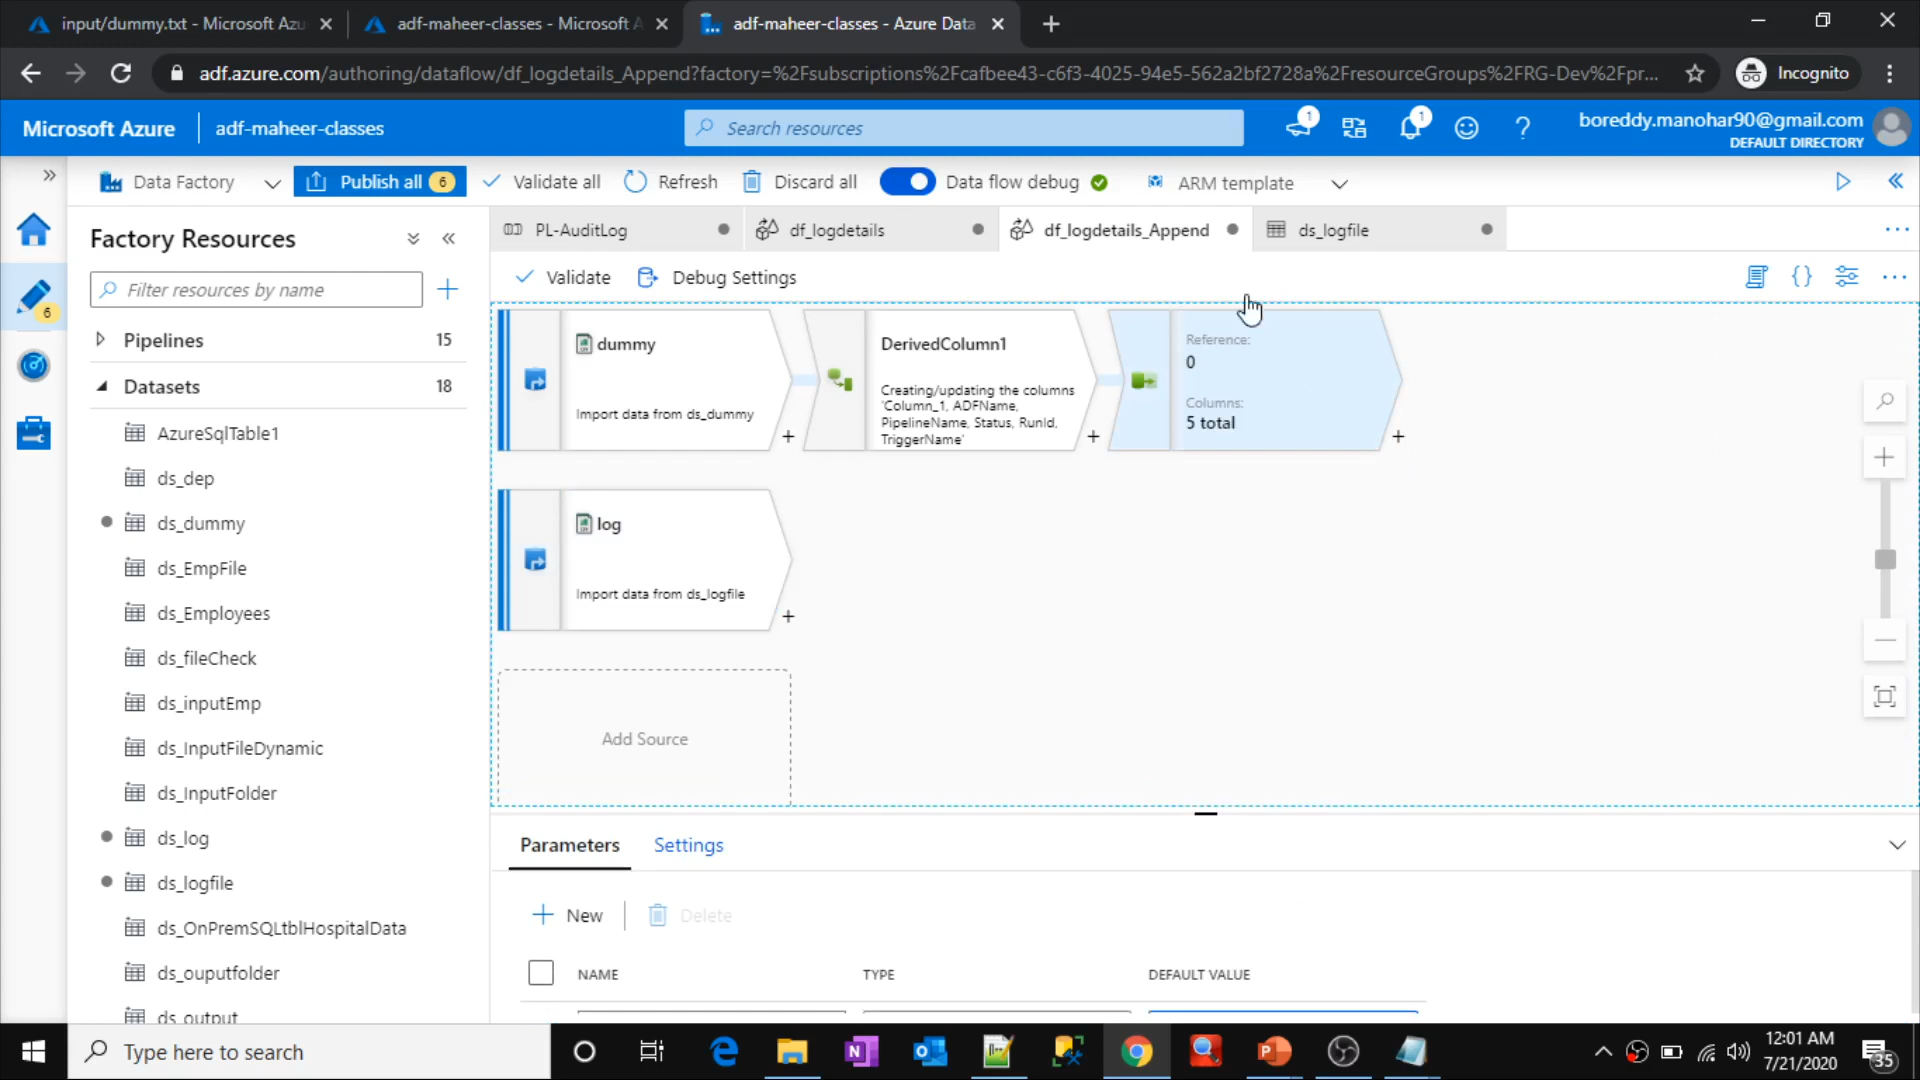 input/dummy.txt - Microsoft Azu
adf-maheer-classes - Microsoft A
adf-maheer-classes - Azure Data
adf.azure.com/authoring/dataflow/df_logdetails_Append?factory=%2Fsubscriptions%2Fcafbee43-c6f3-4025-94e5-562a2bf2728a%2FresourceGroups%2FRG-Dev%2Fpr...
Incognito
Microsoft Azure
adf-maheer-classes
Search resources
1
1
boreddy.manohar90@gmail.com
DEFAULT DIRECTORY
Data Factory
Publish all 6
Validate all
Refresh
Discard all
Data flow debug
ARM template
Factory Resources
Filter resources by name
6
Pipelines 15
Datasets 18
AzureSqlTable1
ds_dep
ds_dummy
ds_EmpFile
ds_Employees
ds_fileCheck
ds_inputEmp
ds_InputFileDynamic
ds_InputFolder
ds_log
ds_logfile
ds_OnPremSQLtblHospitalData
ds_ouputfolder
ds_output
PL-AuditLog
df_logdetails
df_logdetails_Append
ds_logfile
Validate
Debug Settings
dummy
Import data from ds_dummy
DerivedColumn1
Creating/updating the columns
'Column_1, ADFName,
PipelineName, Status, RunId,
TriggerName'
Reference:
0
Columns:
5 total
log
Import data from ds_logfile
Add Source
Parameters
Settings
New
Delete
NAME
TYPE
DEFAULT VALUE
Type here to search
12:01 AM
7/21/2020
35